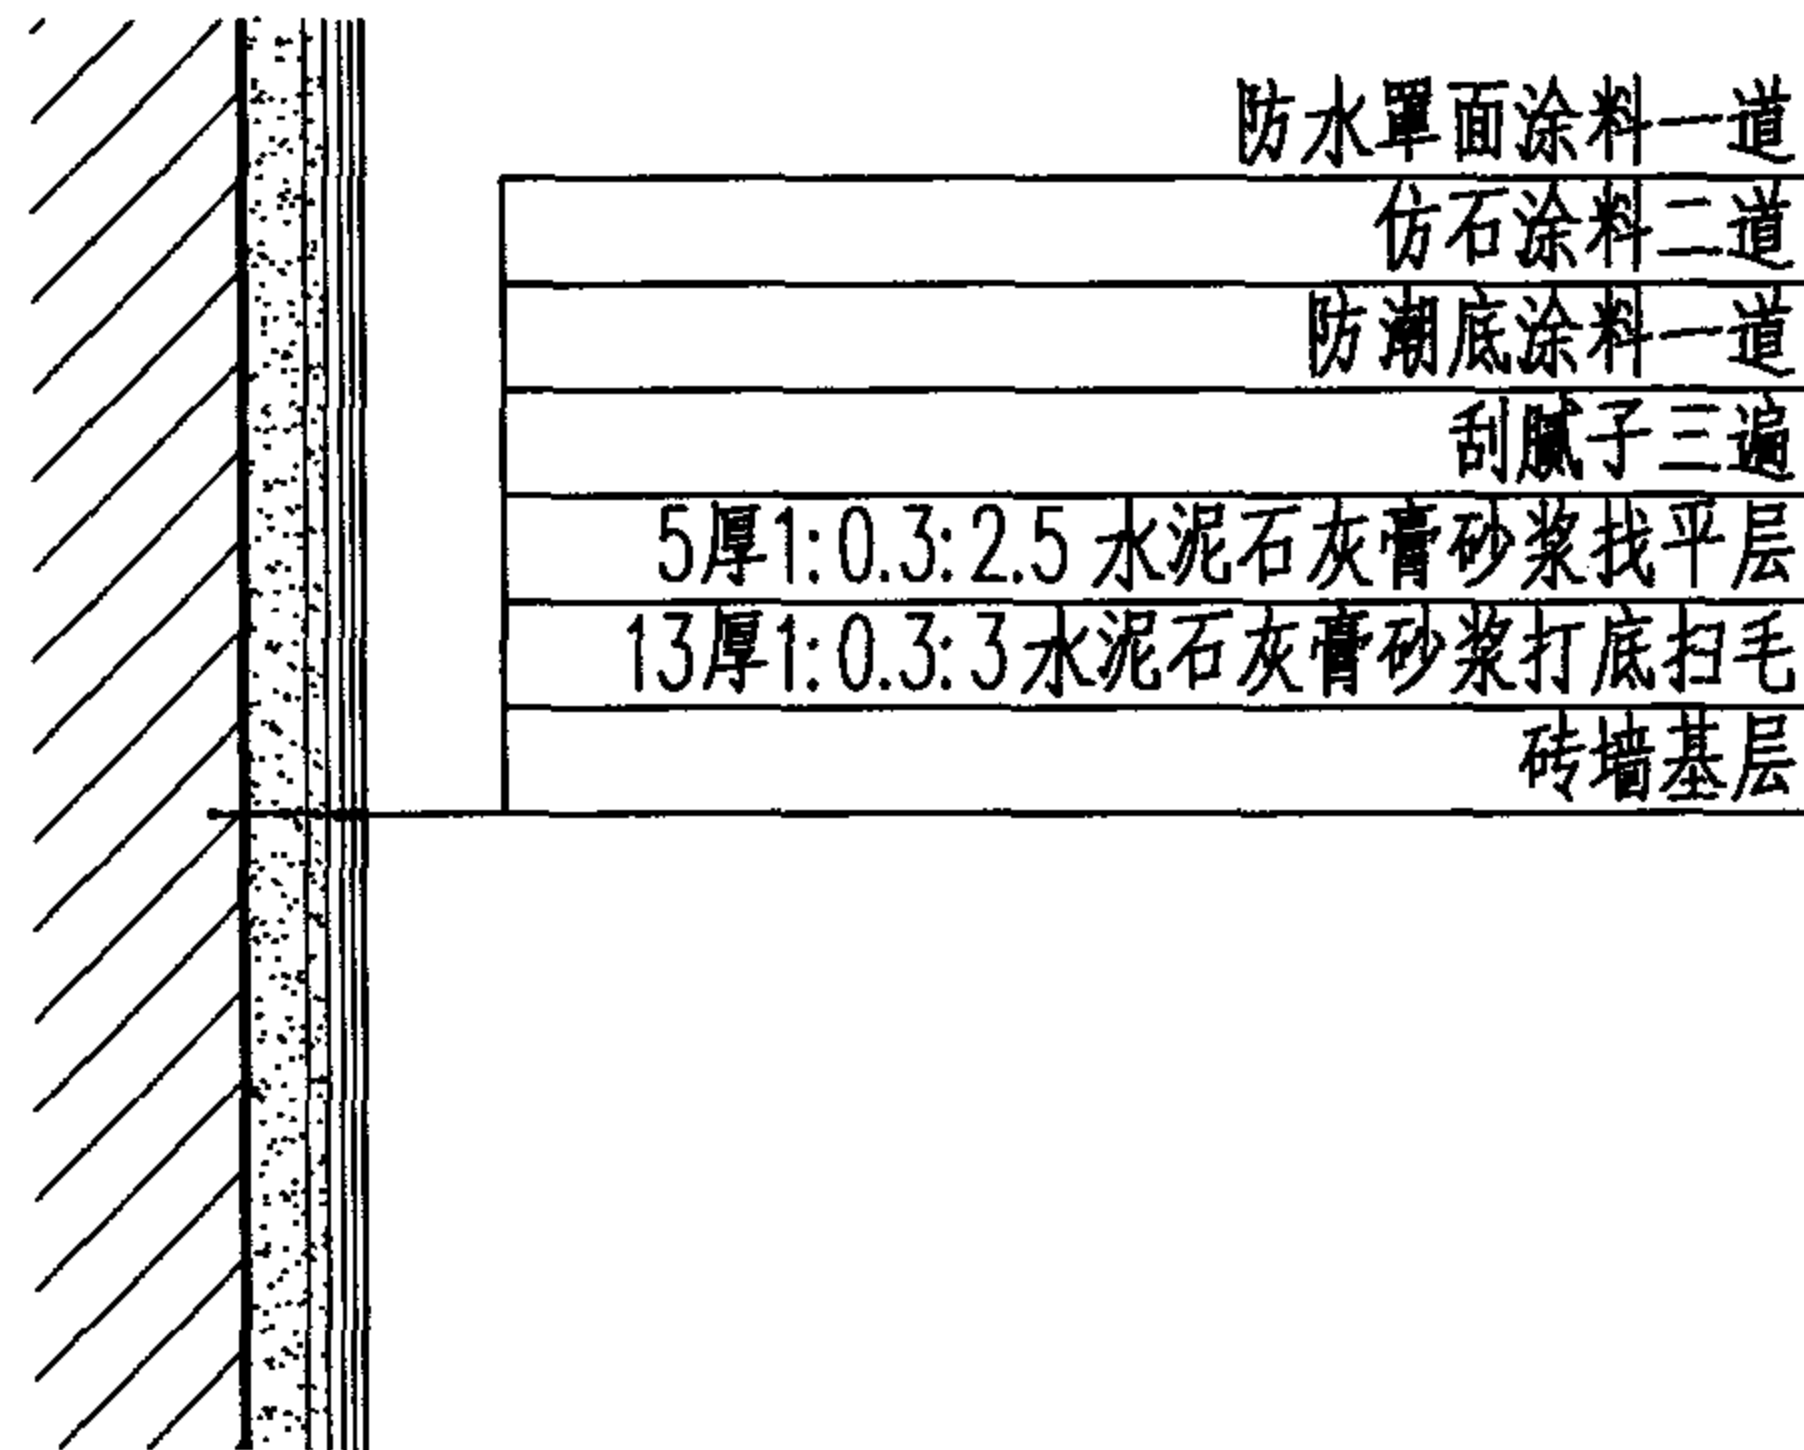 防水罩面涂料一道
仿石涂料二道
防潮底涂料一道
刮腻子三遍
5厚1:0.3:2.5水泥石灰膏砂浆找平层
13厚1:0.3:3水泥石灰膏砂浆打底扫毛
砖墙基层